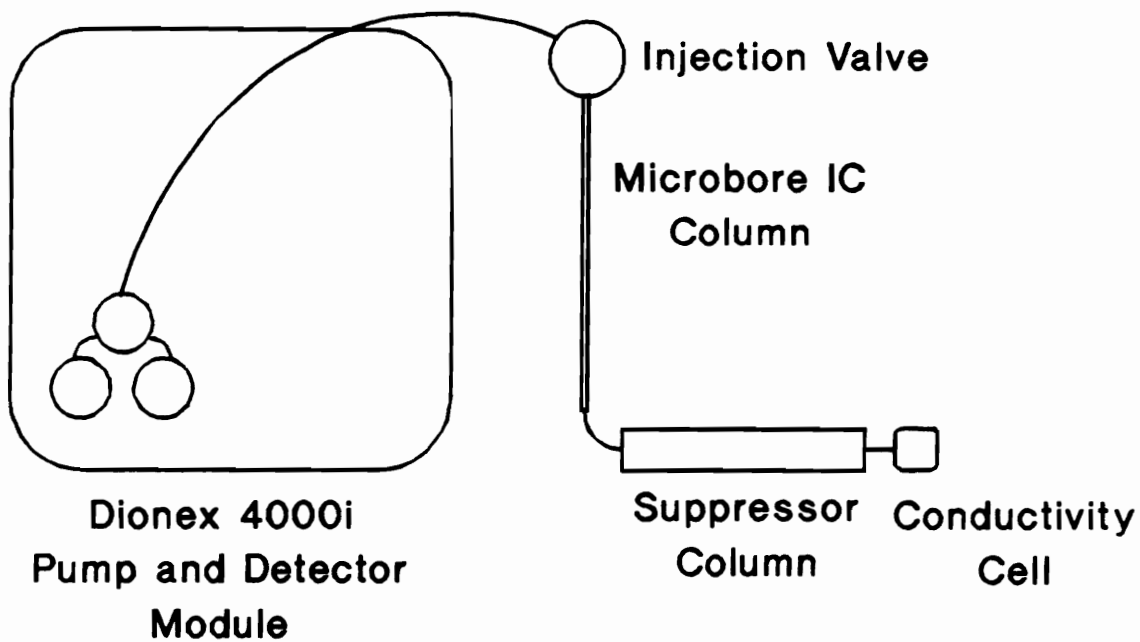 Injection Valve
Microbore IC
Column
Dionex 4000i
Pump and Detector
Module
Suppressor
Column
Conductivity
Cell